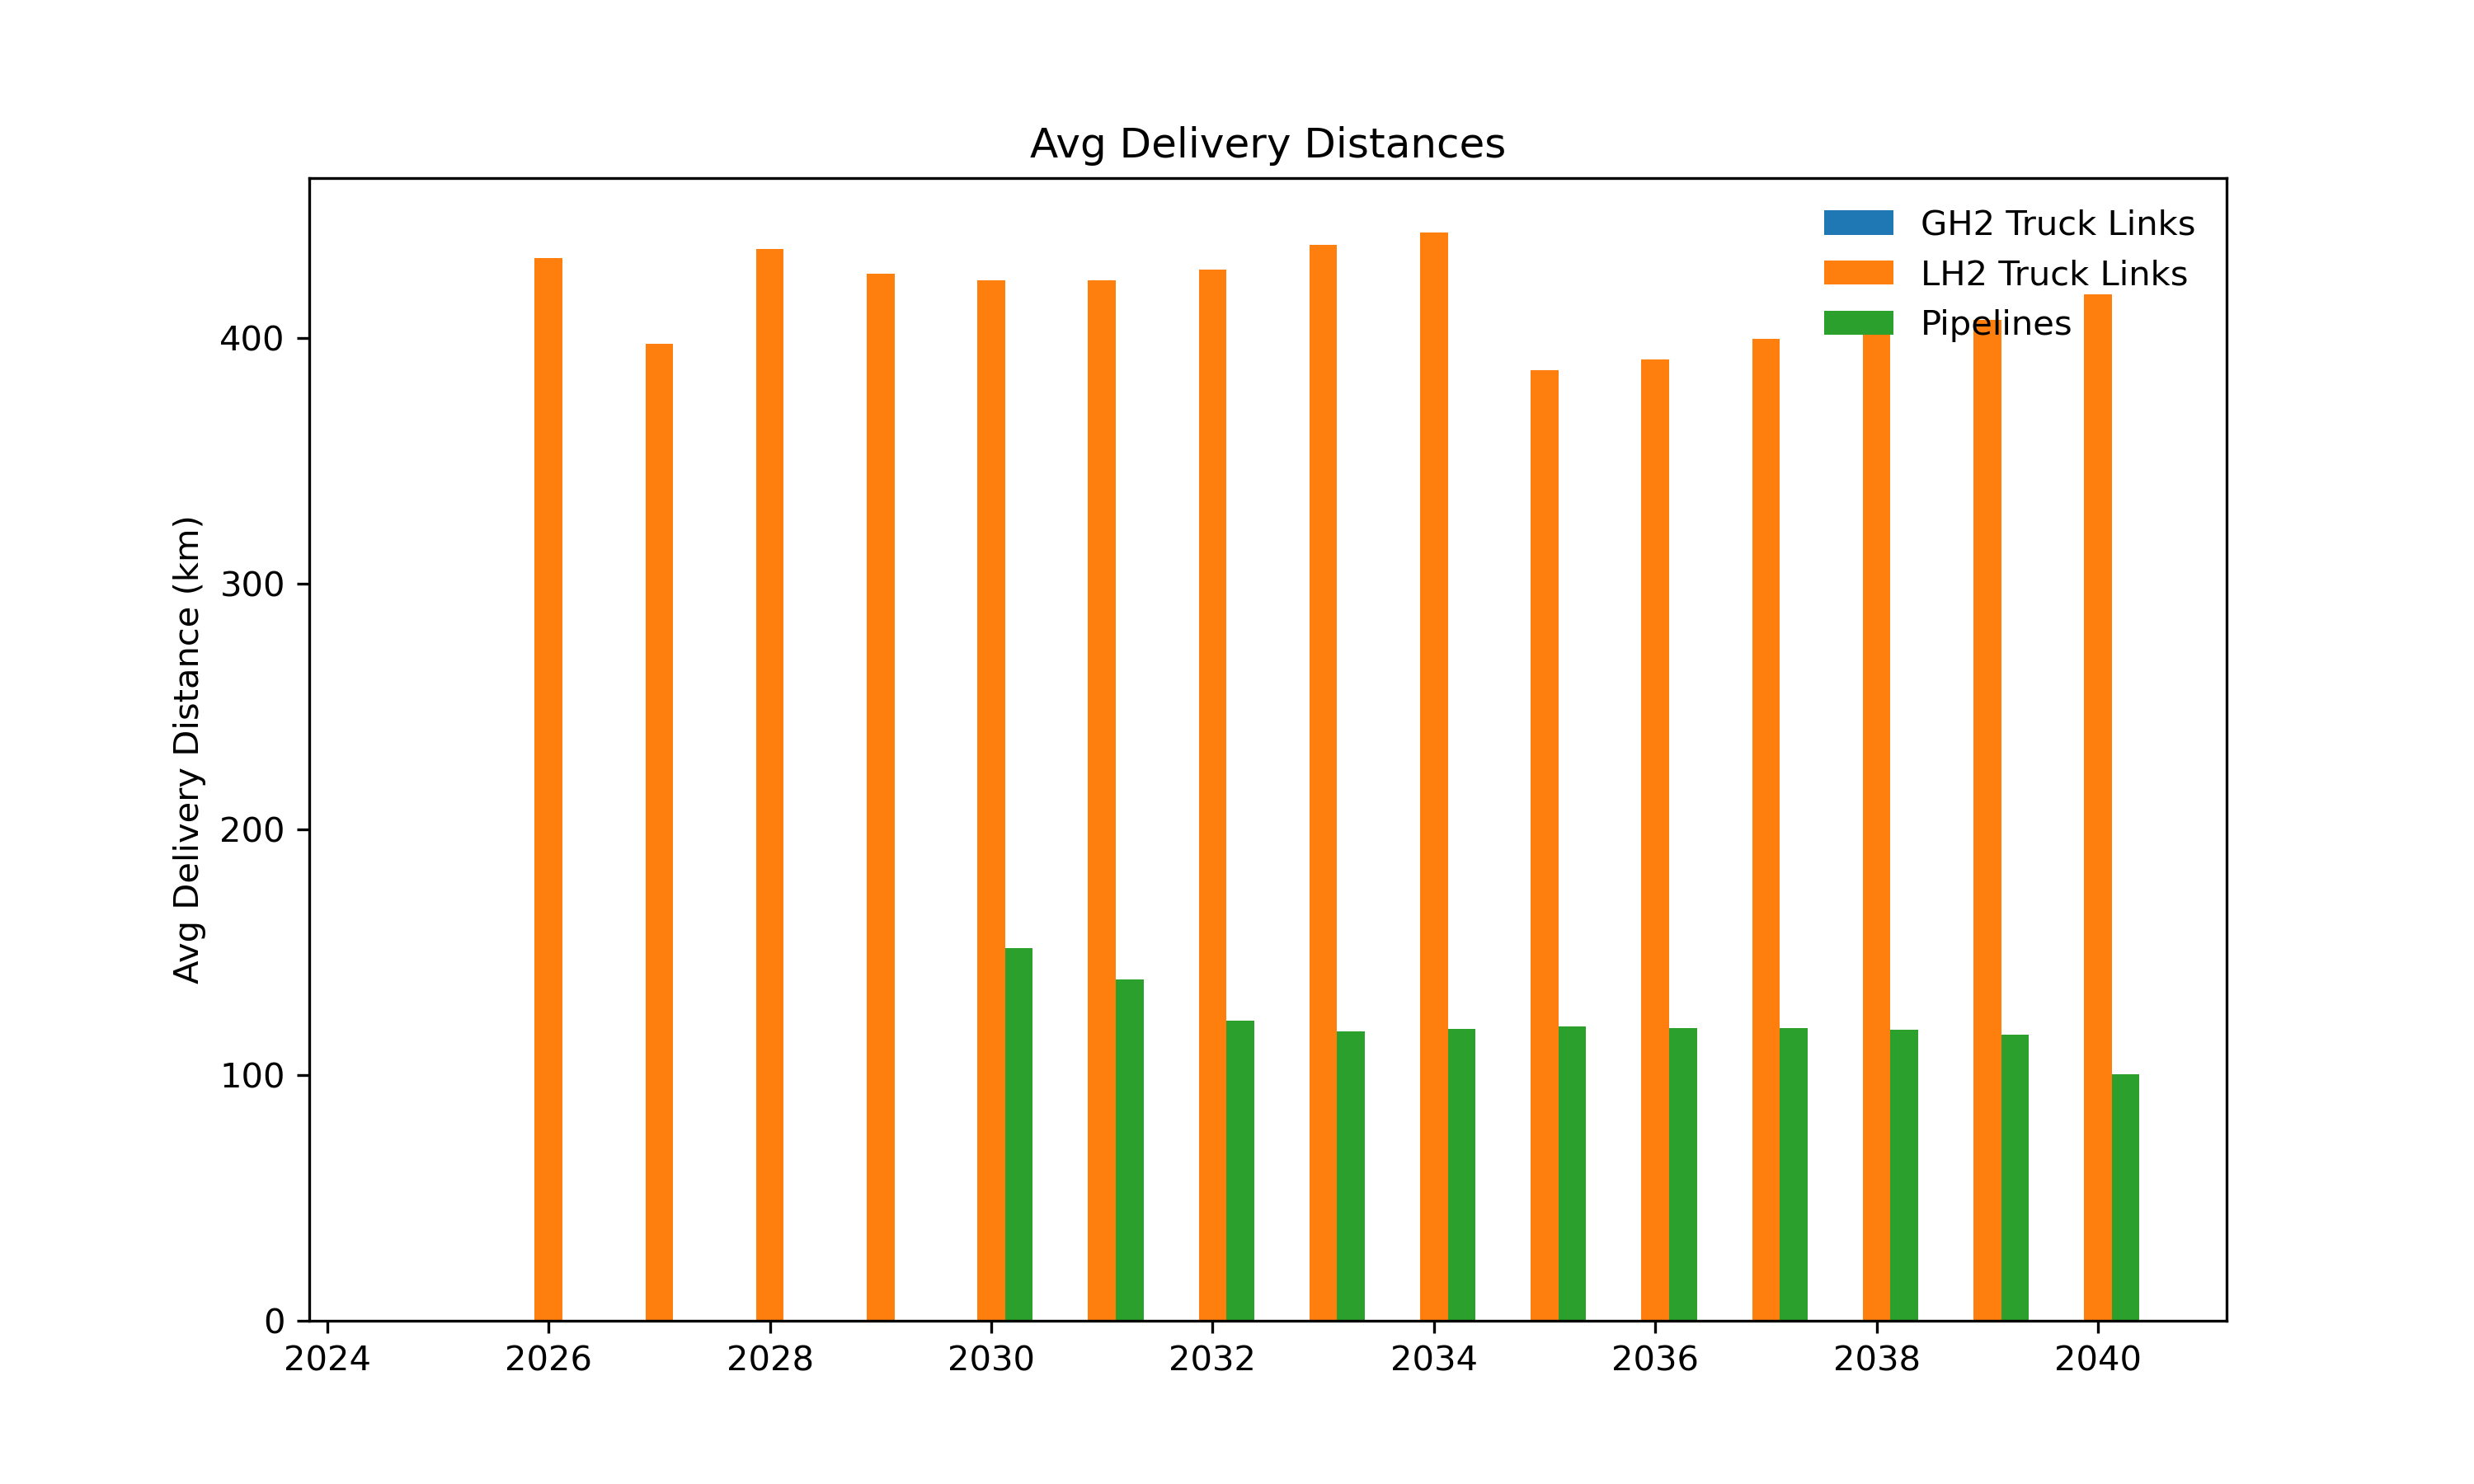 Avg Delivery Distances
GH2 Truck Links
LH2 Truck Links
Pipelines
Avg Delivery Distance (km)
400
300
200
100
0
2024 2026 2028 2030 2032 2034 2036 2038 2040